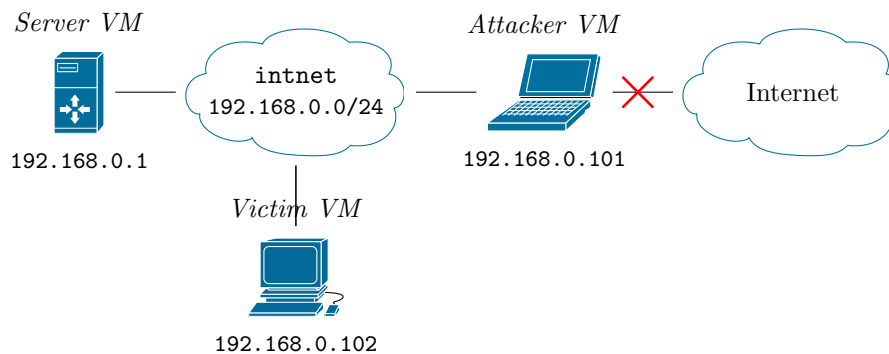 Server VM
Attacker VM
intnet
192.168.0.0/24
Internet
192.168.0.1
192.168.0.101
Victim VM
192.168.0.102